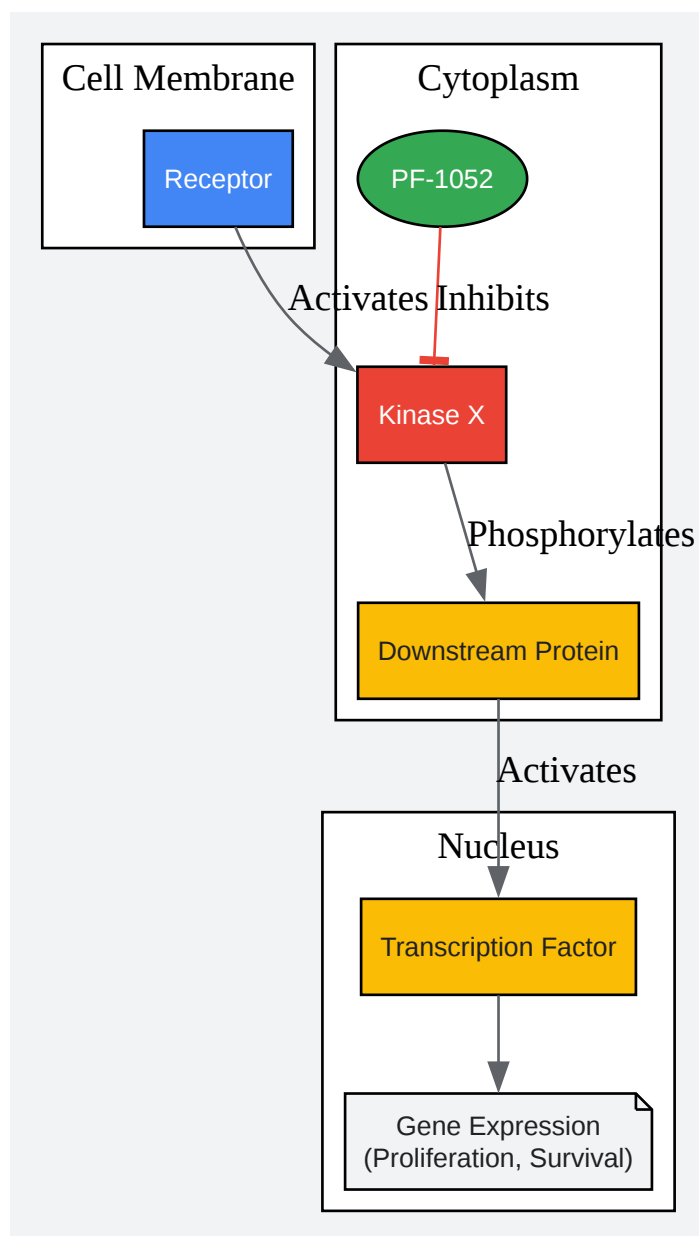 Cell Membrane
Cytoplasm
Receptor
PF-1052
Activates
Inhibits
Kinase X
Phosphorylates
Downstream Protein
Activates
Nucleus
Transcription Factor
Gene Expression
(Proliferation, Survival)